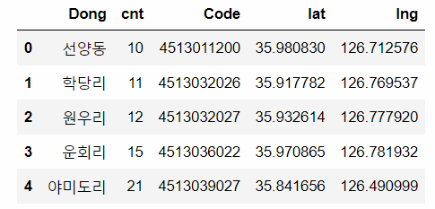 Dong cnt Code lat lng
0 선양동 10 4513011200 35.980830 126.712576
1 학당리 11 4513032026 35.917782 126.769537
2 원우리 12 4513032027 35.932614 126.777920
3 운회리 15 4513036022 35.970865 126.781932
4 야미도리 21 4513039027 35.841656 126.490999